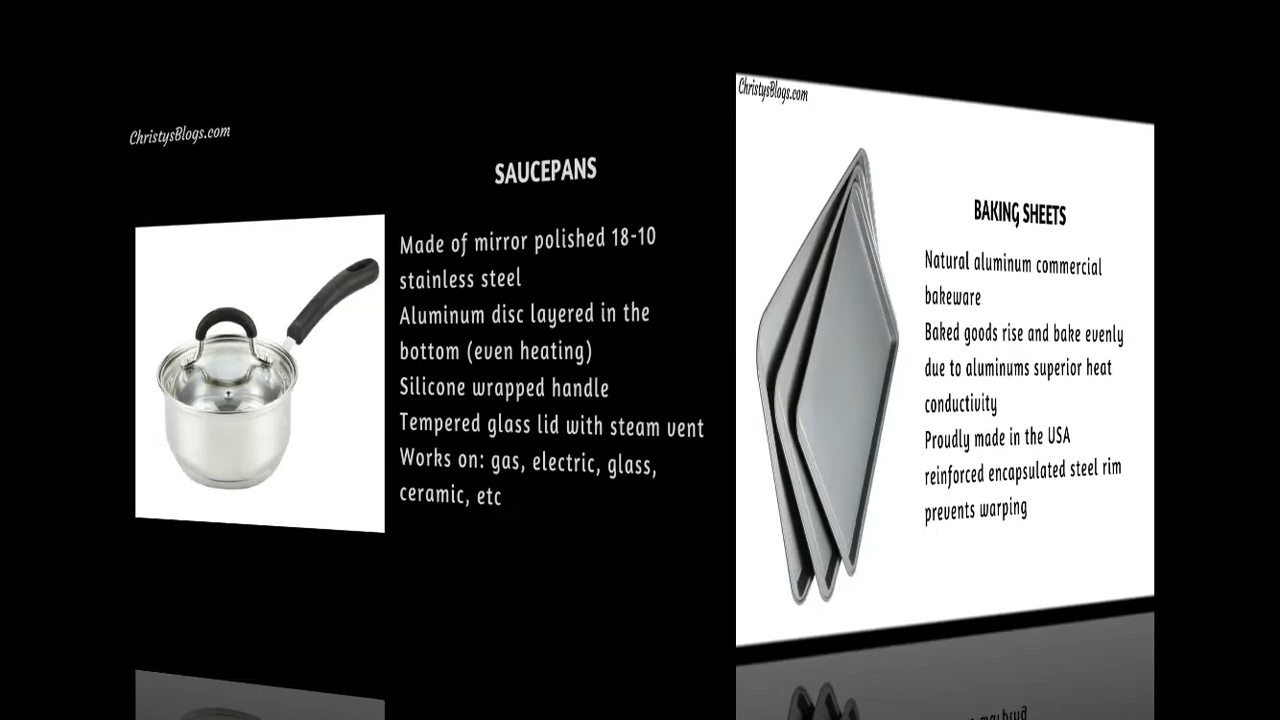 ChristysBlogs.com
SAUCEPANS
Made of mirror polished 18-10
stainless steel
Aluminum disc layered in the
bottom (even heating)
Silicone wrapped handle
Tempered glass lid with steam vent
Works on: gas, electric, glass,
ceramic, etc
ChristysBlogs.com
BAKING SHEETS
Natural aluminum commercial
bakeware
Baked goods rise and bake evenly
due to aluminums superior heat
conductivity
Proudly made in the USA
reinforced encapsulated steel rim
prevents warping